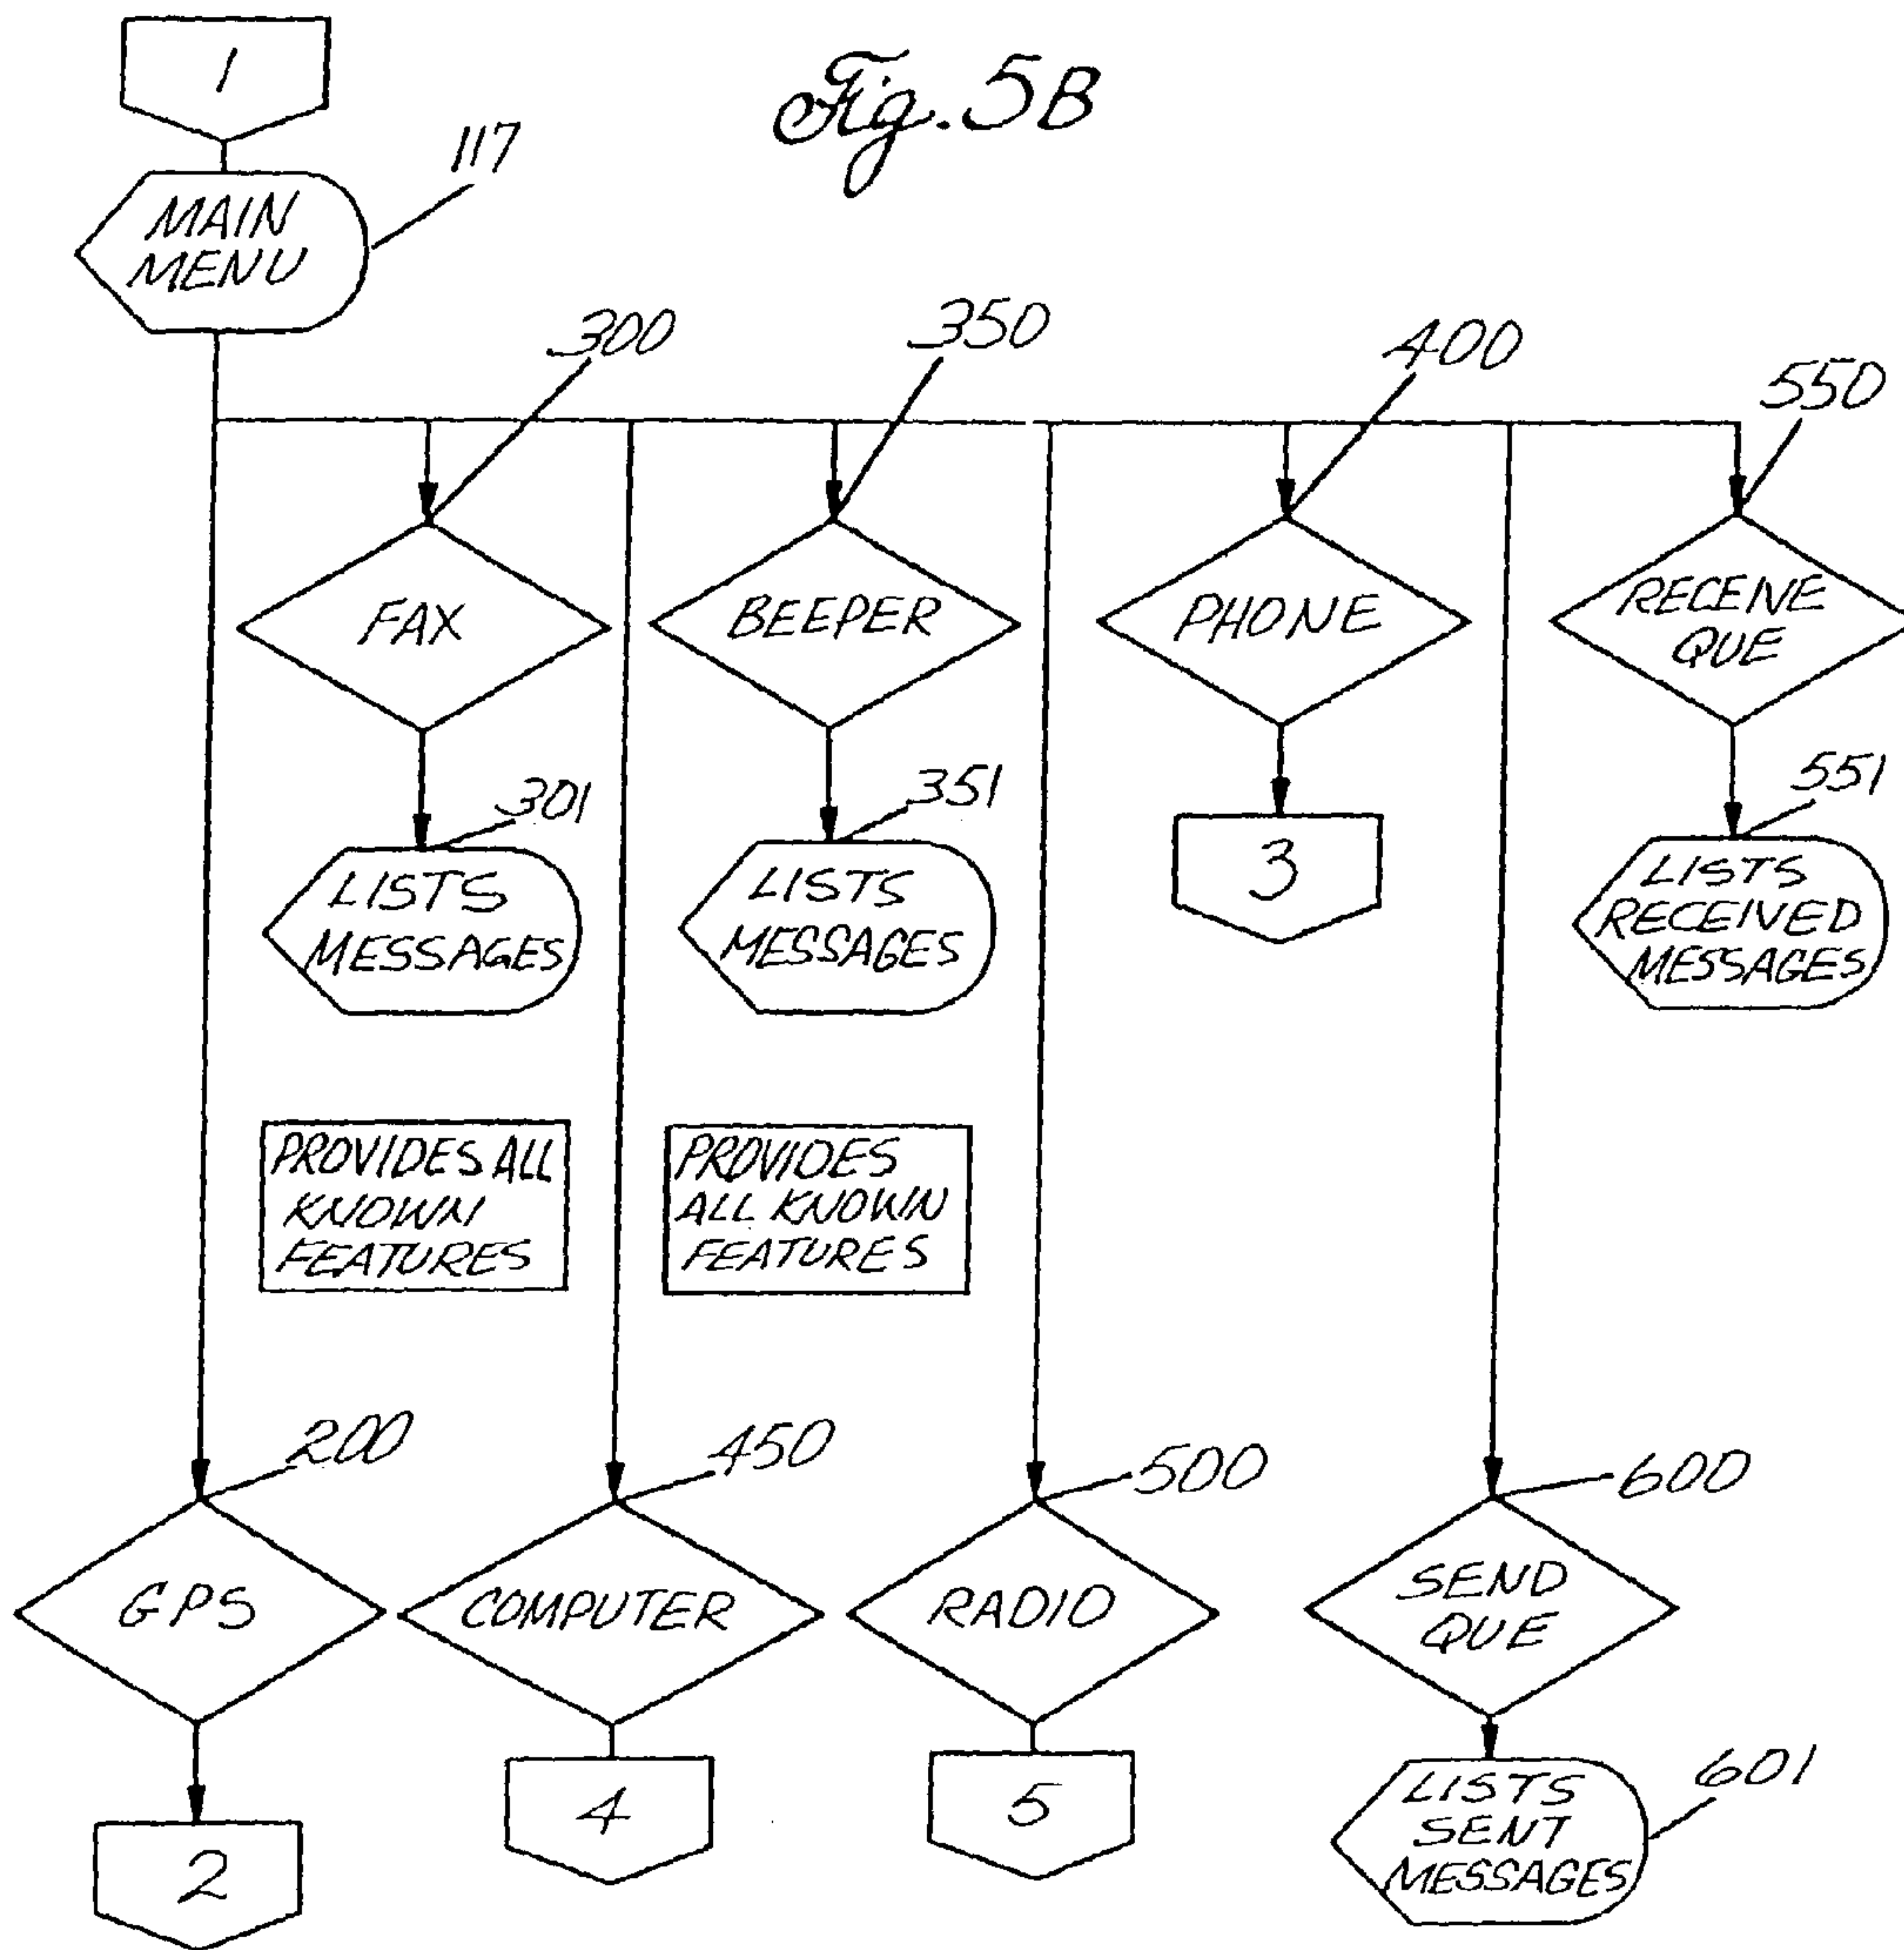 1
Fig. 5B
117
MAIN
MENU
300
350
400
550
FAX
BEEPER
PHONE
RECEIVE
QUE
301
351
551
LISTS
MESSAGES
LISTS
MESSAGES
3
LISTS
RECEIVED
MESSAGES
PROVIDES ALL
KNOWN
FEATURES
PROVIDES
ALL KNOWN
FEATURES
200
450
500
600
GPS
COMPUTER
RADIO
SEND
QUE
2
4
5
601
LISTS
SENT
MESSAGES